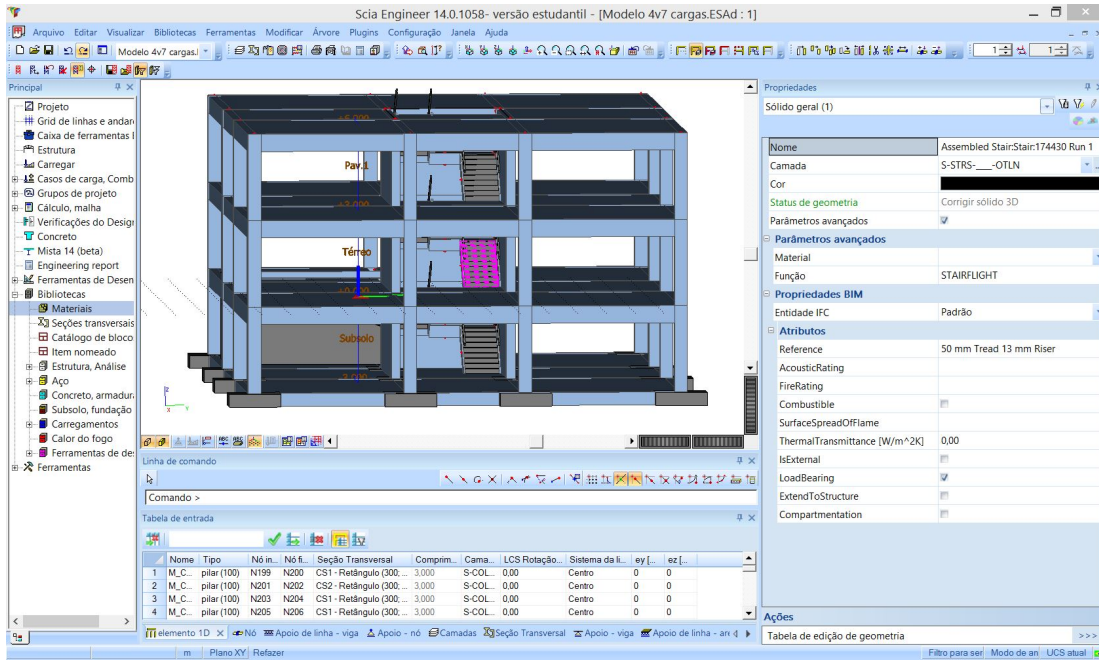 Scia Engineer 14.0.1058- versão estudantil - [Modelo 4v7 cargas.ESAd : 1]
Arquivo Editar Visualizar Bibliotecas Ferramentas Modificar Árvore Plugins Configuração Janela Ajuda
Modelo 4v7 cargas.l
1
1
Principal
Projeto
Grid de linhas e andar
Caixa de ferramentas I
Estrutura
Carregar
Casos de carga, Comb
Grupos de projeto
Cálculo, malha
Verificações do Design
Concreto
Mista 14 (beta)
Engineering report
Ferramentas de Desen
Bibliotecas
Materiais
Seções transversais
Catálogo de bloco
Item nomeado
Estrutura, Análise
Aço
Concreto, armadura
Subsolo, fundação
Carregamentos
Calor do fogo
Ferramentas de de
Ferramentas
+6,000
Pav.1
+3,000
Térreo
+0,000
Subsolo
-3,000
z
x
y
Linha de comando
Comando >
Tabela de entrada
Nome Tipo Nó in... Nó fi... Seção Transversal Comprim... Cama... LCS Rotação... Sistema da li... ey [... ez [...
1 M_C... pilar (100) N199 N200 CS1 - Retângulo (300; ... 3,000 S-COL... 0,00 Centro 0 0
2 M_C... pilar (100) N201 N202 CS2 - Retângulo (300; ... 3,000 S-COL... 0,00 Centro 0 0
3 M_C... pilar (100) N203 N204 CS1 - Retângulo (300; ... 3,000 S-COL... 0,00 Centro 0 0
4 M_C... pilar (100) N205 N206 CS1 - Retângulo (300; ... 3,000 S-COL... 0,00 Centro 0 0
elemento 1D Nó Apoio de linha - viga Apoio - nó Camadas Seção Transversal Apoio - viga Apoio de linha - are
Propriedades
Sólido geral (1)
Nome Assembled Stair:Stair:174430 Run 1
Camada S-STRS-___-OTLN
Cor
Status de geometria Corrigir sólido 3D
Parâmetros avançados
Parâmetros avançados
Material
Função STAIRFLIGHT
Propriedades BIM
Entidade IFC Padrão
Atributos
Reference 50 mm Tread 13 mm Riser
AcousticRating
FireRating
Combustible
SurfaceSpreadOfFlame
ThermalTransmittance [W/m^2K] 0,00
IsExternal
LoadBearing
ExtendToStructure
Compartmentation
Ações
Tabela de edição de geometria >>>
m Plano XY Refazer Filtro para ser Modo de an UCS atual